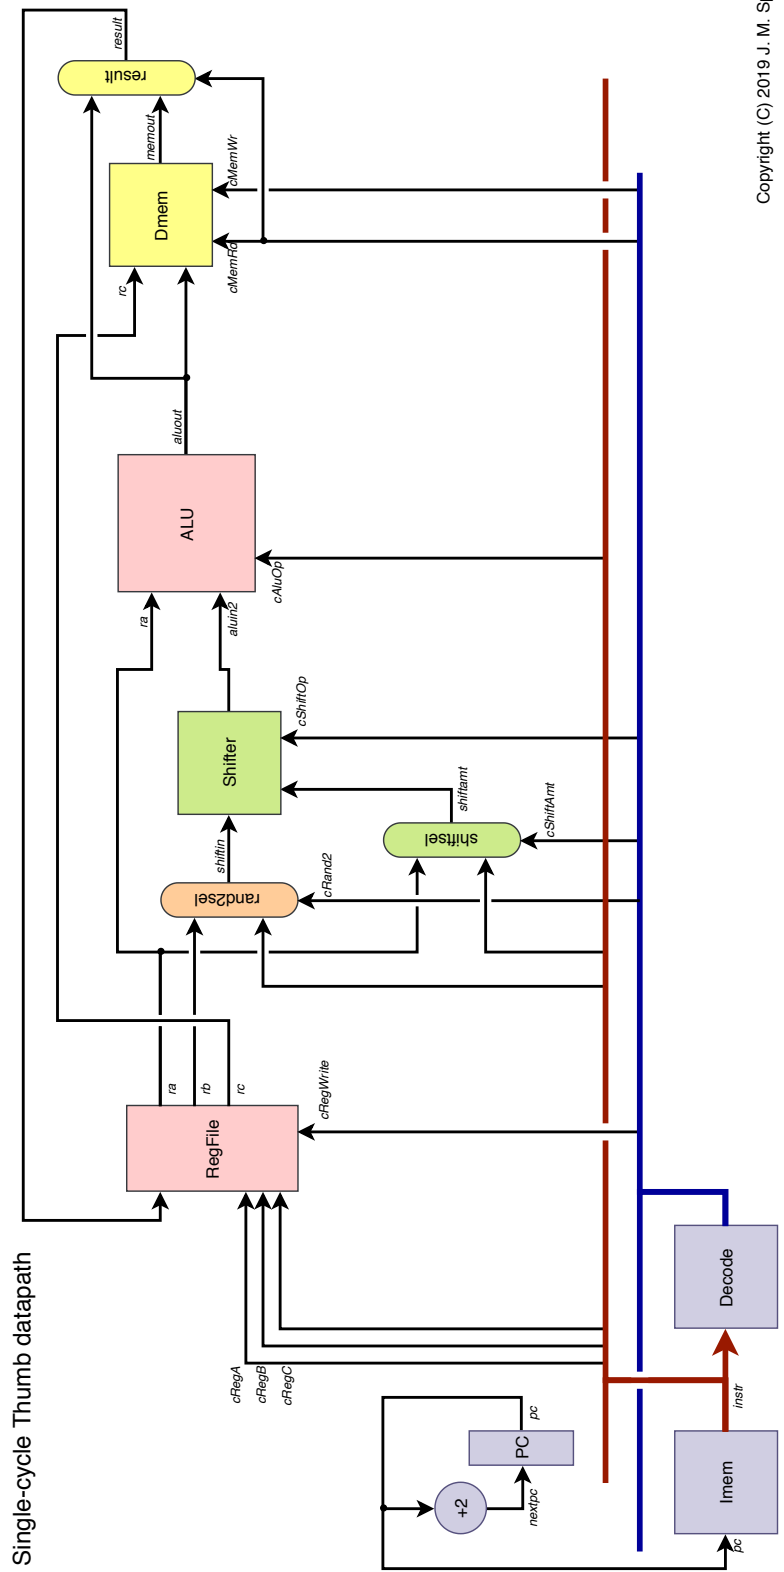 Single-cycle Thumb datapath
result
result
memout
Dmem
cMemWr
cMemRd
rc
aluout
ALU
cAluOp
ra
aluin2
Shifter
cShiftOp
shiftamt
shiftsel
cShiftAmt
shiftin
rand2sel
cRand2
ra
rb
rc
RegFile
cRegWrite
cRegA
cRegB
cRegC
pc
PC
+2
nextpc
Decode
instr
Imem
pc
Copyright (C) 2019 J. M.